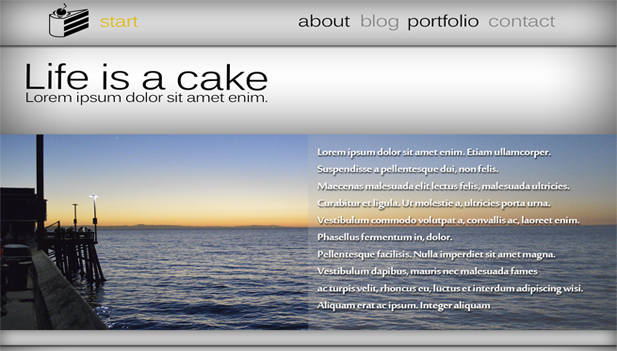 start about blog portfolio contact
Life is a cake
Lorem ipsum dolor sit amet enim.
Lorem ipsum dolor sit amet enim. Etiam ullamcorper.
Suspendisse a pellentesque dui, non felis.
Maecenas malesuada elit lectus felis, malesuada ultricies.
Curabitur et ligula. Ut molestie a, ultricies porta urna.
Vestibulum commodo volutpat a, convallis ac, laoreet enim.
Phasellus fermentum in, dolor.
Pellentesque facilisis. Nulla imperdiet sit amet magna.
Vestibulum dapibus, mauris nec malesuada fames
ac turpis velit, rhoncus eu, luctus et interdum adipiscing wisi.
Aliquam erat ac ipsum. Integer aliquam